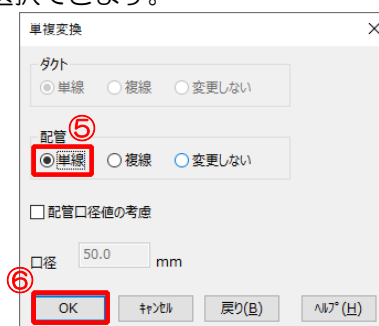 選択できます。
単複変換
ダクト
単線 複線 変更しない
配管 ⑤
単線 複線 変更しない
配管口径値の考慮
口径 50.0 mm
⑥
OK ｷｬﾝｾﾙ 戻り(B) ﾍﾙﾌﾟ(H)